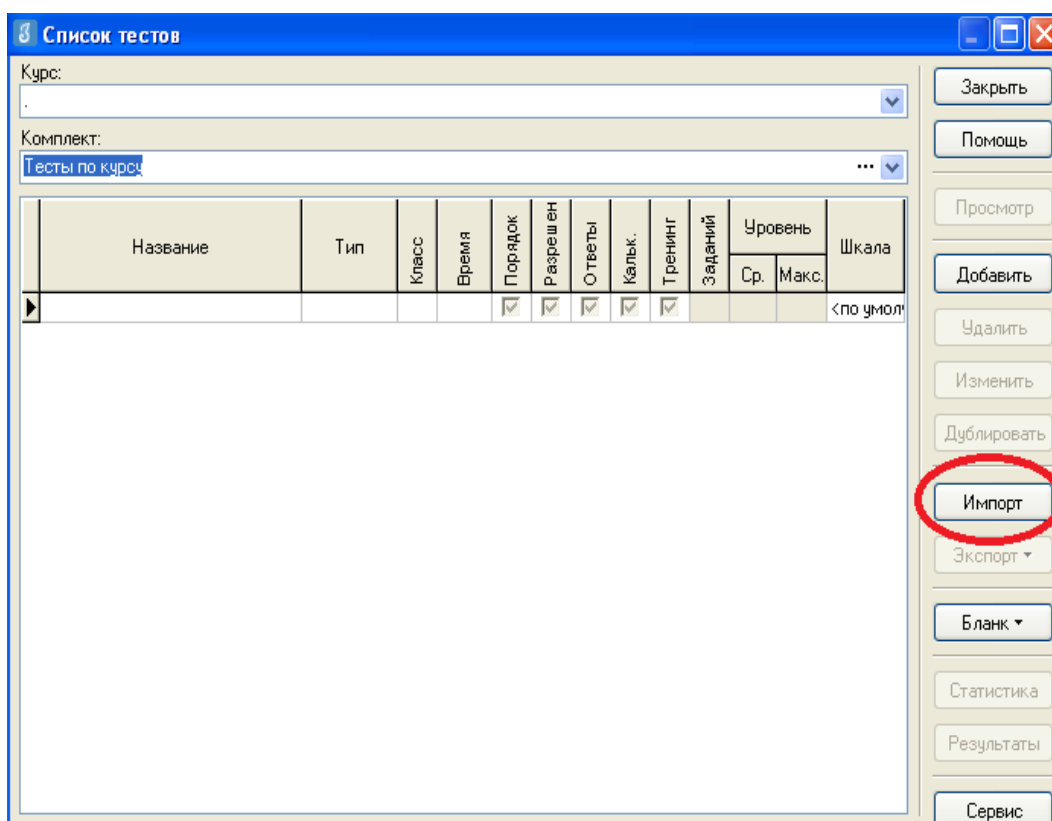 Список тестов
Курс:
.
Комплект:
Тесты по курсу ...
Название Тип Класс Время Порядок Разрешен Ответы Кальк. Тренинг Заданий Уровень Шкала
Ср. Макс.
<по умол
Закрыть
Помощь
Просмотр
Добавить
Удалить
Изменить
Дублировать
Импорт
Экспорт
Бланк
Статистика
Результаты
Сервис